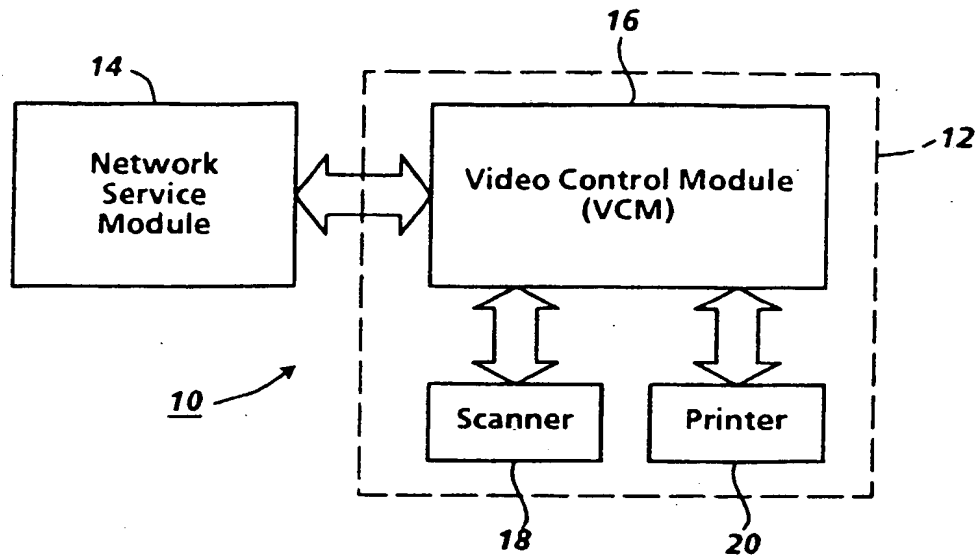 16
14
12
Network
Service
Module
Video Control Module
(VCM)
10
Scanner
Printer
18
20